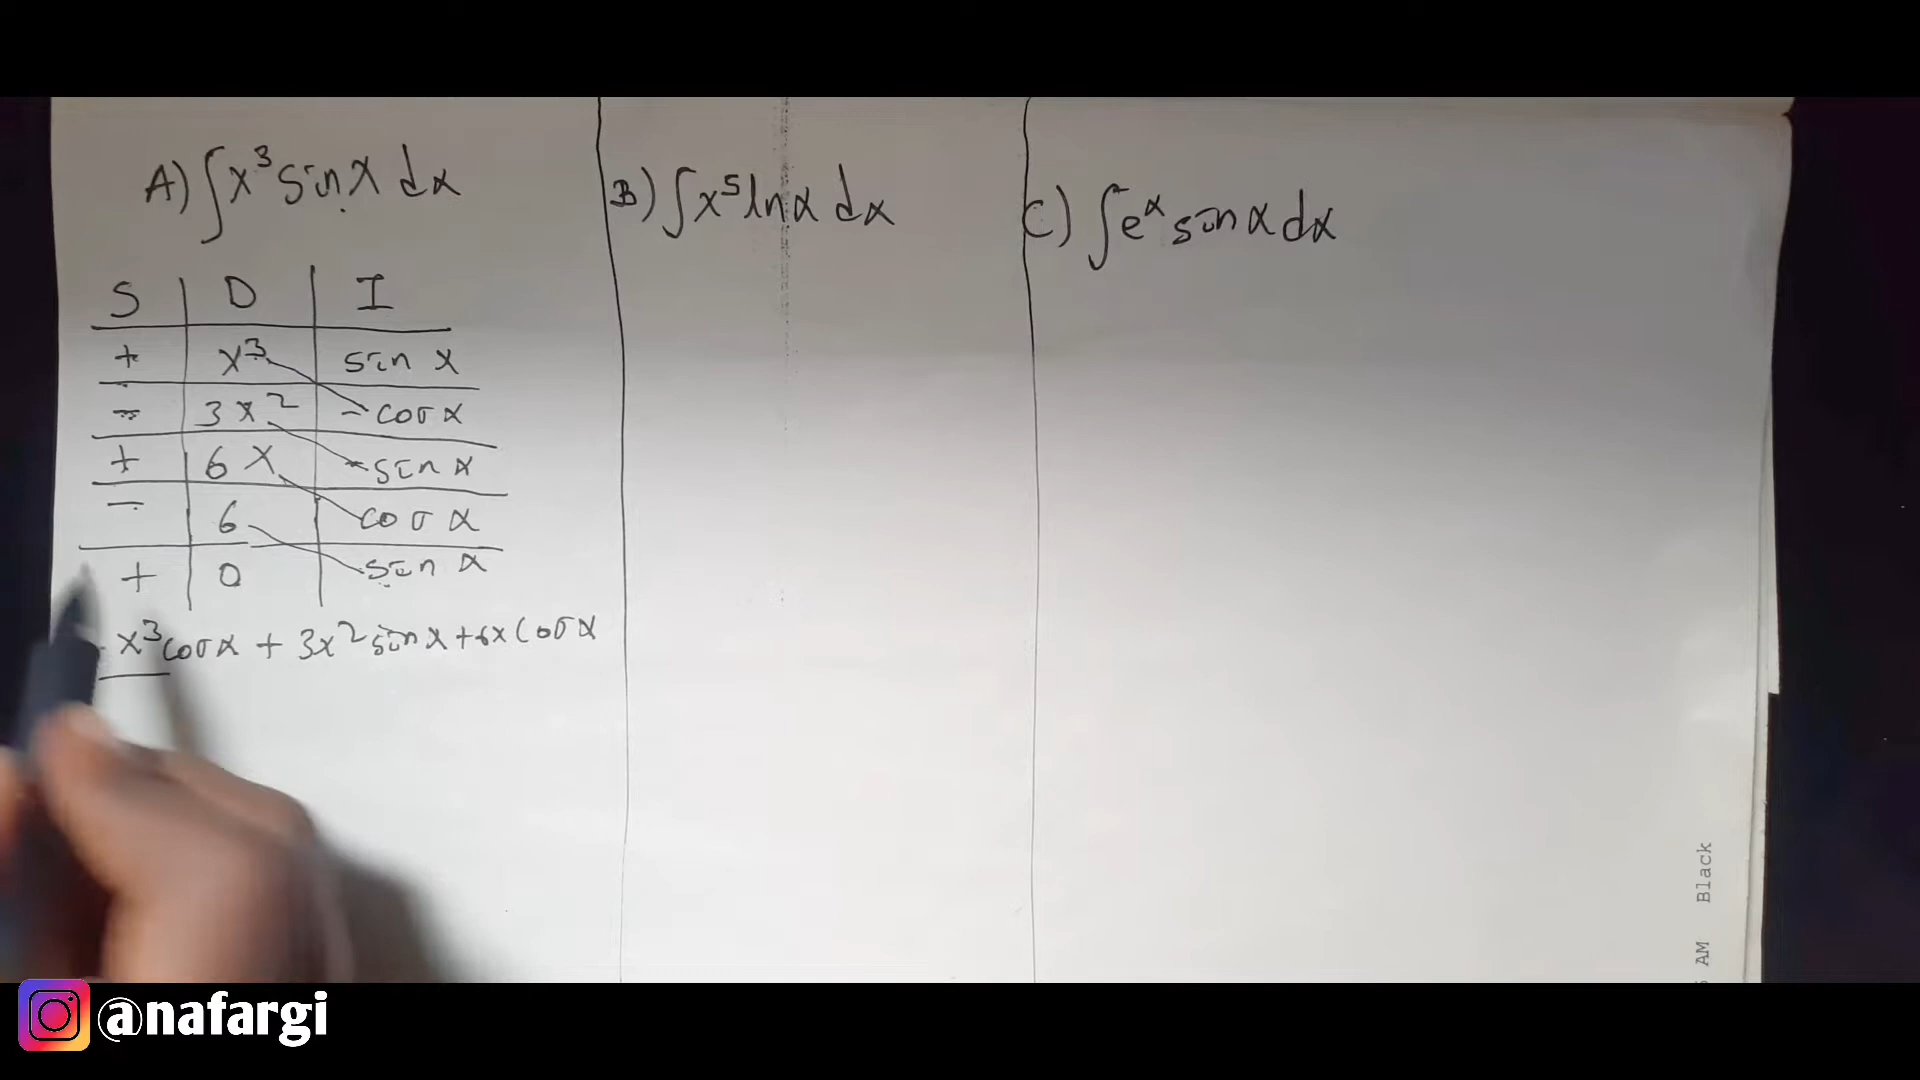 A) ∫x³ sin x dx
S D I
+ x³ sin x
- 3x² -cos x
+ 6x -sin x
- 6 cos x
+ 0 sin x
- x³ cos x + 3x² sin x + 6x cos x
B) ∫x⁵ ln x dx
C) ∫eˣ sin x dx
AM Black
@nafargi